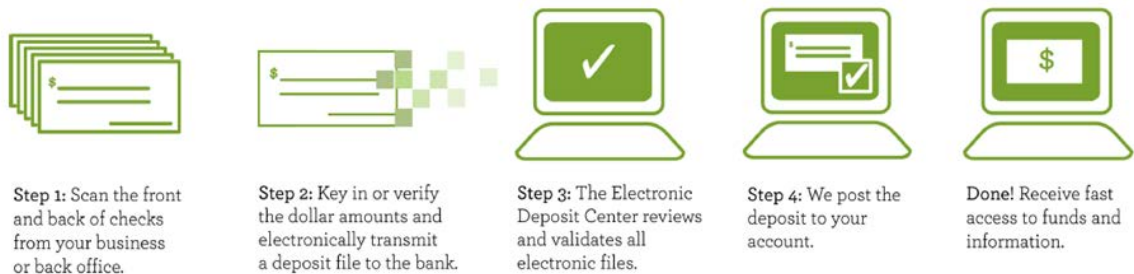 $
$
✓
$
✓
$
Step 1: Scan the front
and back of checks
from your business
or back office.
Step 2: Key in or verify
the dollar amounts and
electronically transmit
a deposit file to the bank.
Step 3: The Electronic
Deposit Center reviews
and validates all
electronic files.
Step 4: We post the
deposit to your
account.
Done! Receive fast
access to funds and
information.